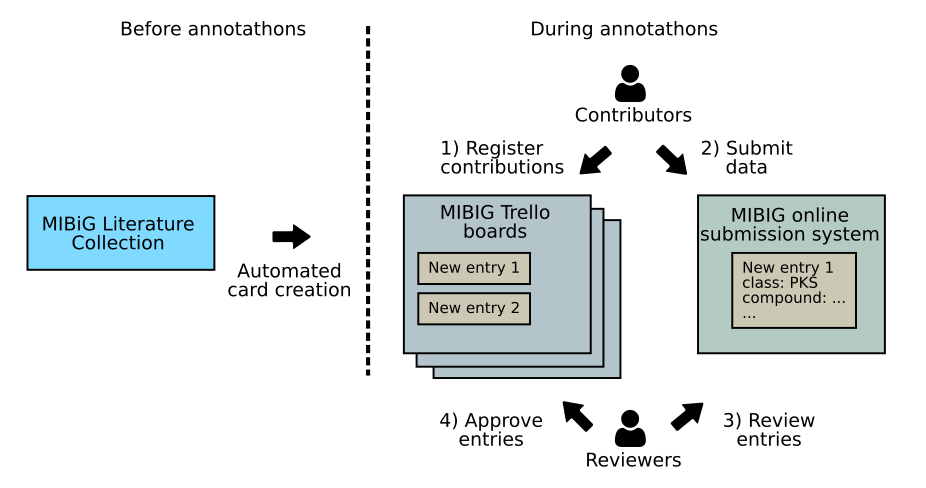 Before annotathons
During annotathons
Contributors
1) Register
contributions
2) Submit
data
MIBiG Literature
Collection
Automated
card creation
MIBIG Trello
boards
New entry 1
New entry 2
MIBIG online
submission system
New entry 1
class: PKS
compound: ...
...
4) Approve
entries
3) Review
entries
Reviewers